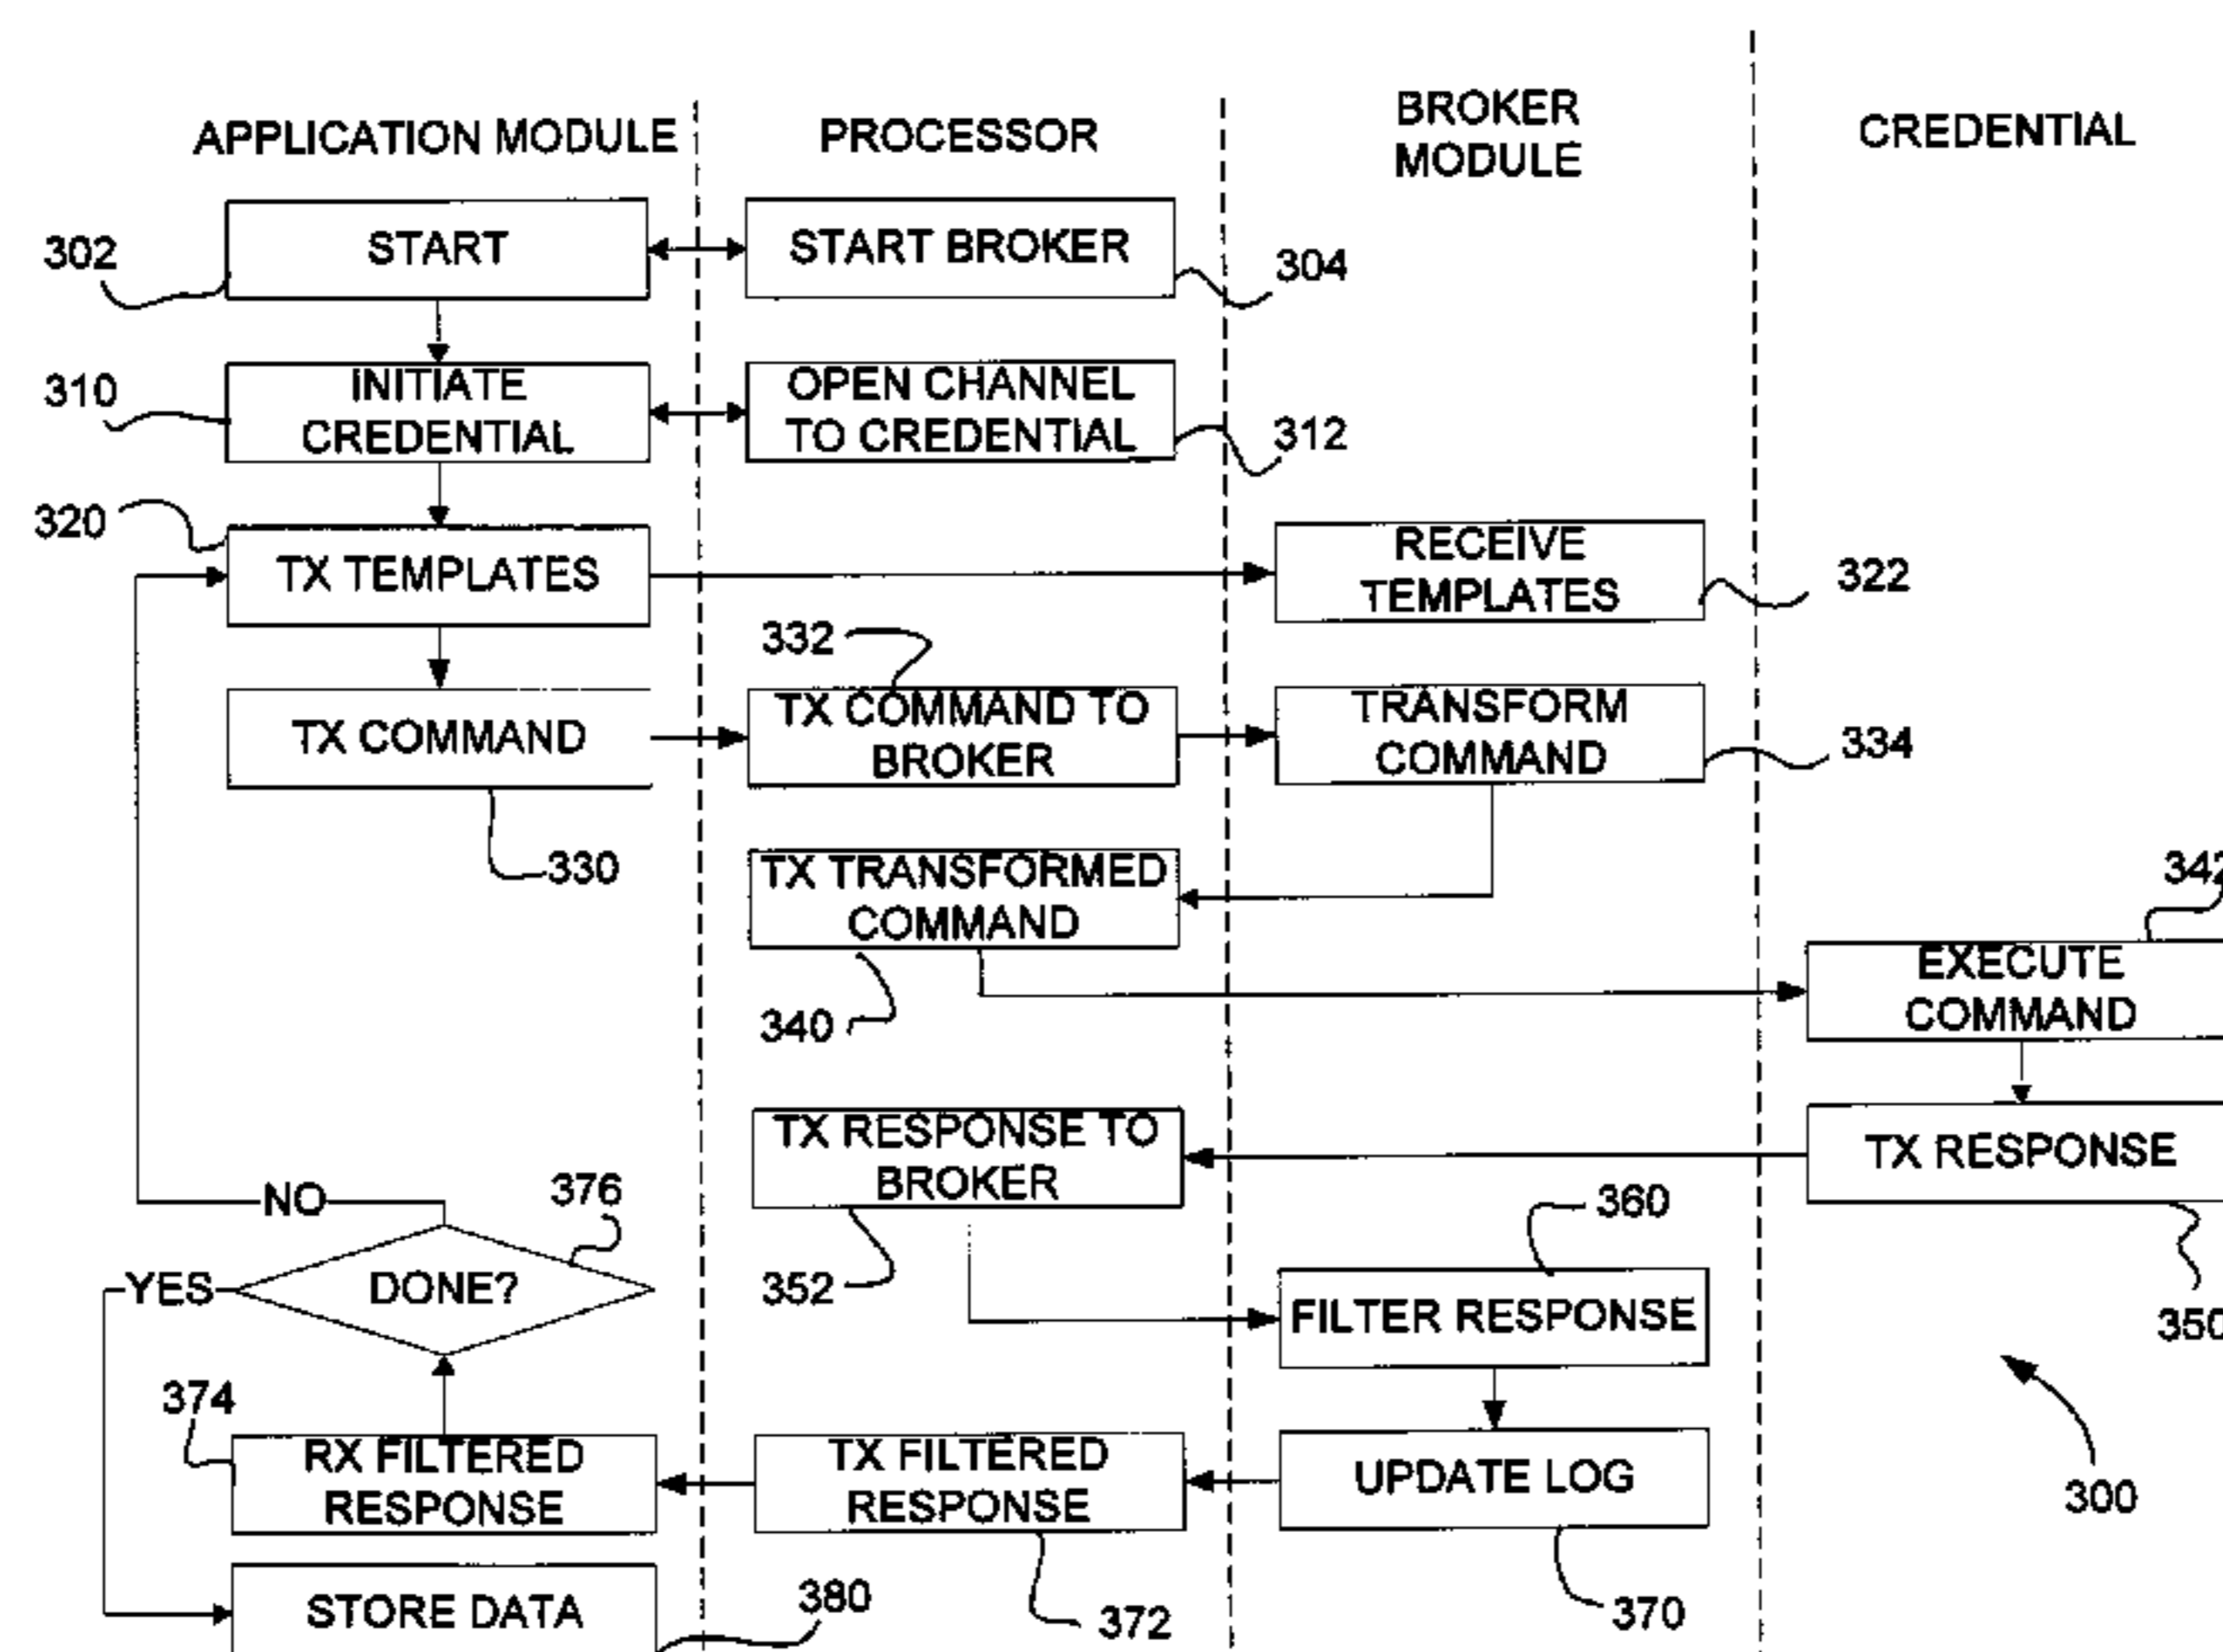 APPLICATION MODULE
PROCESSOR
BROKER
MODULE
CREDENTIAL
302
START
START BROKER
304
310
INITIATE
CREDENTIAL
OPEN CHANNEL
TO CREDENTIAL
312
320
TX TEMPLATES
RECEIVE
TEMPLATES
322
332
TX COMMAND
TX COMMAND TO
BROKER
TRANSFORM
COMMAND
334
330
TX TRANSFORMED
COMMAND
340
342
EXECUTE
COMMAND
TX RESPONSE TO
BROKER
TX RESPONSE
350
352
360
FILTER RESPONSE
NO
376
YES
DONE?
374
RX FILTERED
RESPONSE
TX FILTERED
RESPONSE
UPDATE LOG
300
STORE DATA
380
372
370